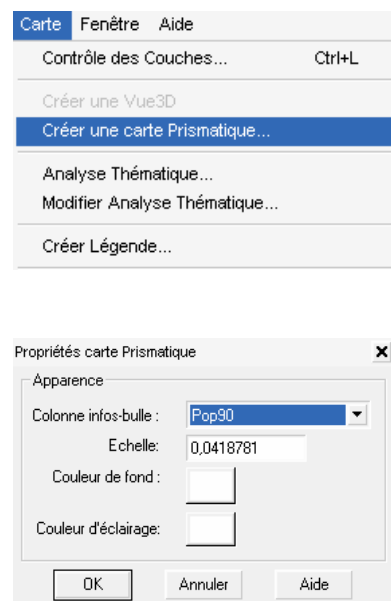 Carte Fenêtre Aide
Contrôle des Couches... Ctrl+L
Créer une Vue3D
Créer une carte Prismatique...
Analyse Thématique...
Modifier Analyse Thématique...
Créer Légende...
Propriétés carte Prismatique
Apparence
Colonne infos-bulle : Pop90
Echelle: 0,0418781
Couleur de fond :
Couleur d'éclairage:
OK Annuler Aide